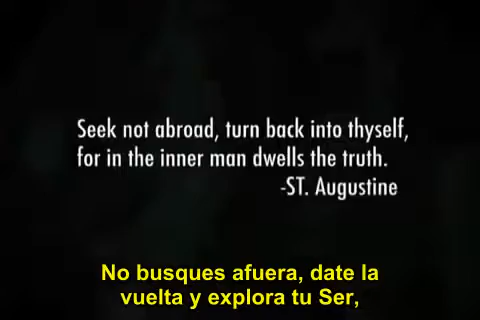 Seek not abroad, turn back into thyself,
for in the inner man dwells the truth.
-ST. Augustine
No busques afuera, date la
vuelta y explora tu Ser,